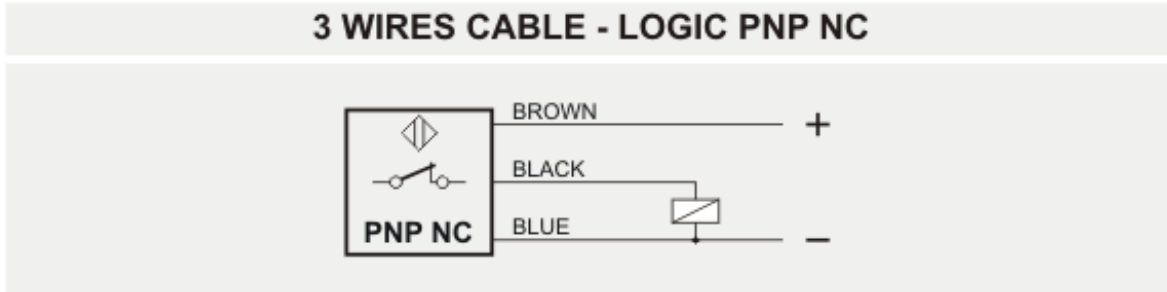 3 WIRES CABLE - LOGIC PNP NC
BROWN
+
BLACK
BLUE
PNP NC
−